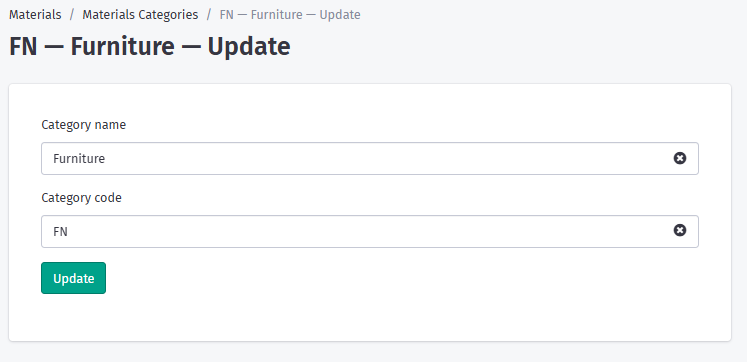 Materials / Materials Categories / FN — Furniture — Update
FN — Furniture — Update
Category name
Furniture
Category code
FN
Update